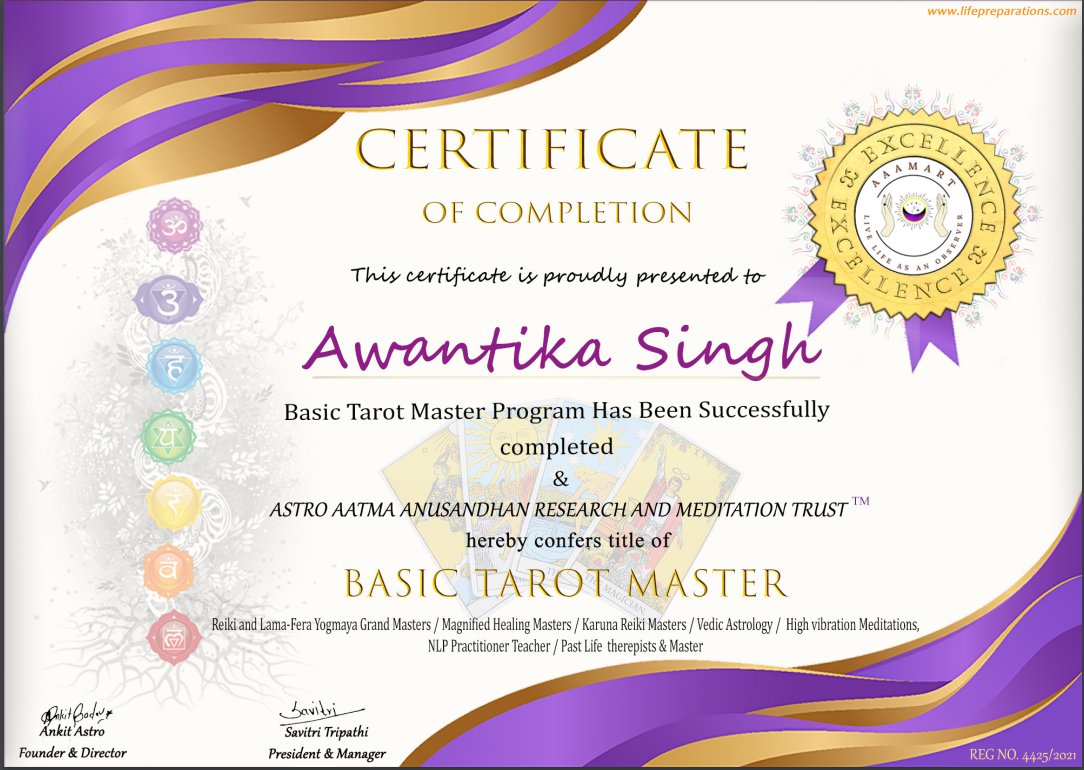 www.lifepreparations.com
CERTIFICATE
OF COMPLETION
This certificate is proudly presented to
Awantika Singh
Basic Tarot Master Program Has Been Successfully
completed
&
ASTRO AATMA ANUSANDHAN RESEARCH AND MEDITATION TRUST TM
hereby confers title of
BASIC TAROT MASTER
Reiki and Lama-Fera Yogmaya Grand Masters / Magnified Healing Masters / Karuna Reiki Masters / Vedic Astrology / High vibration Meditations,
NLP Practitioner Teacher / Past Life therepists & Master
EXCELLENCE & EXCELLENCE &
AAAMART
LIVE LIFE AS AN OBSERVER
ॐ
ह
यं
रं
वं
MAGICIAN
Savitri
Ankit Astro
Savitri Tripathi
Founder & Director
President & Manager
REG NO. 4425/2021